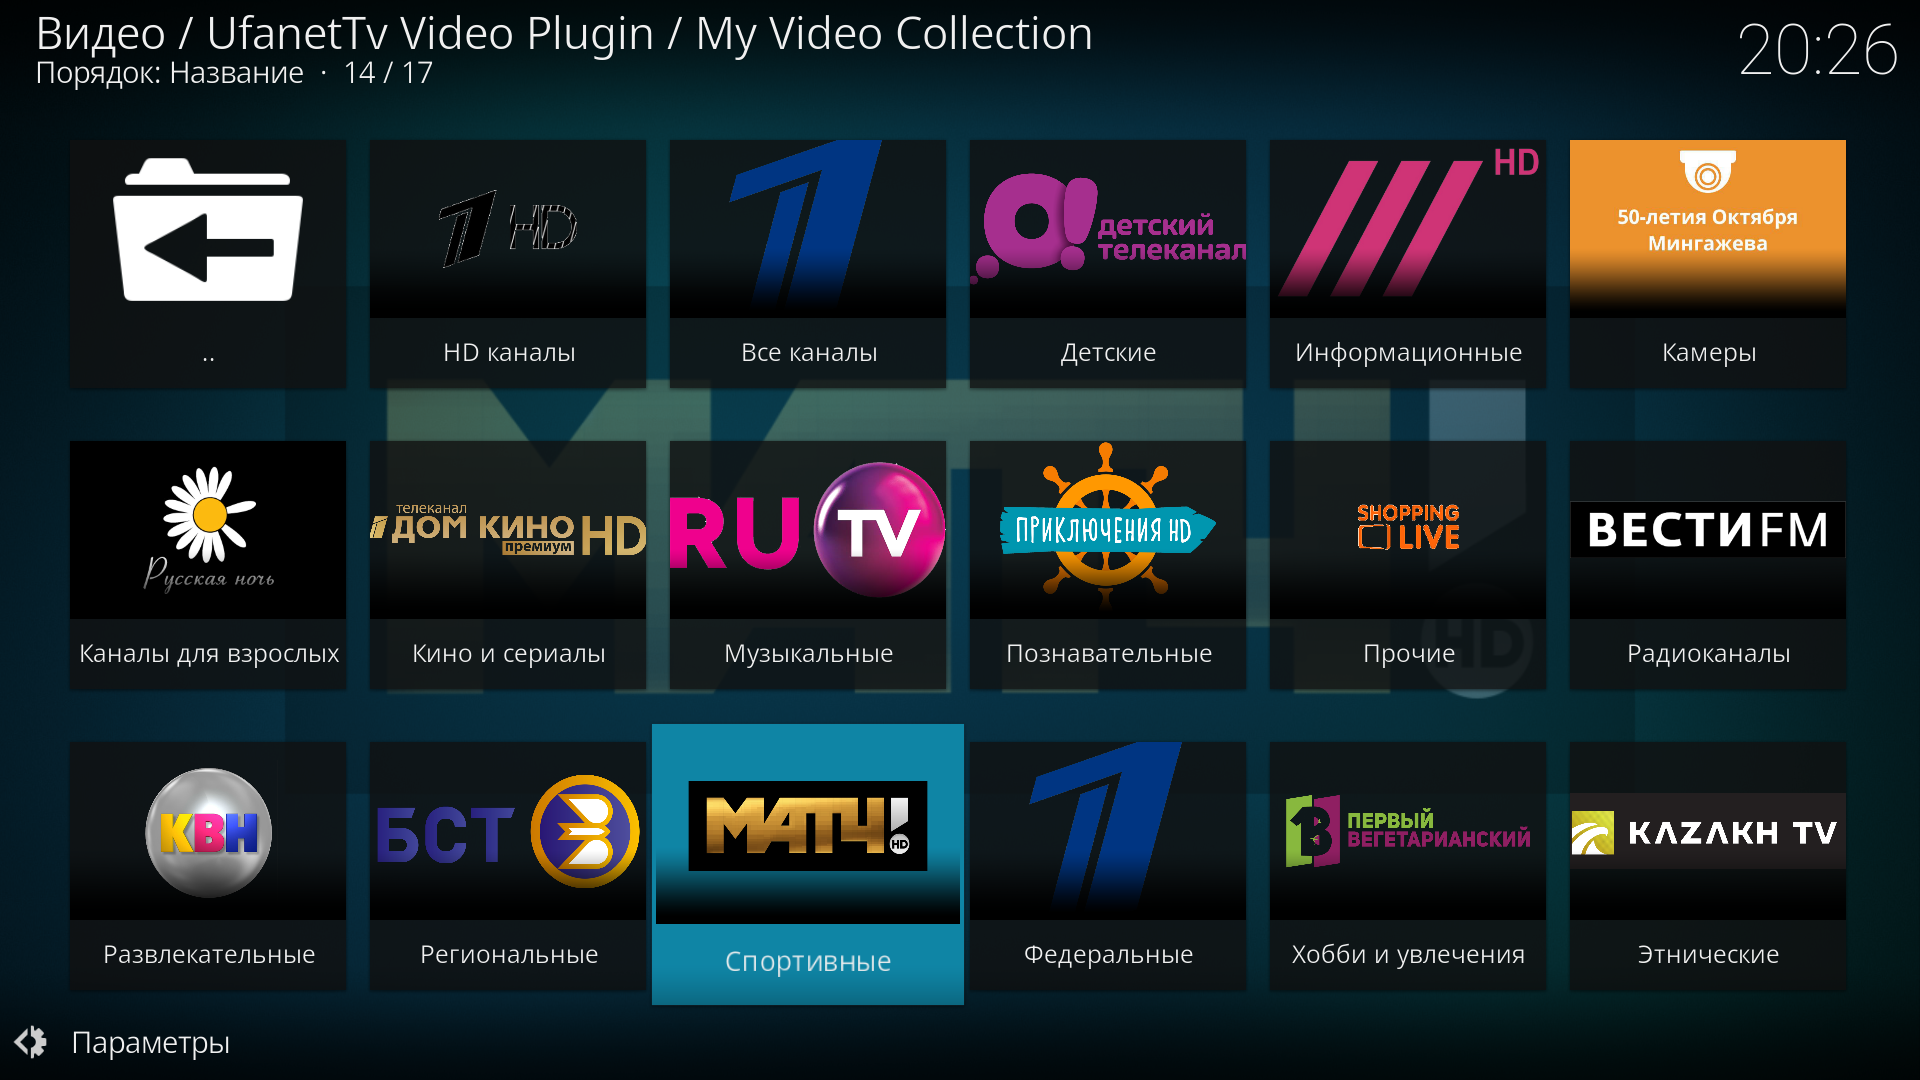 Видео / UfanetTv Video Plugin / My Video Collection
Порядок: Название · 14 / 17
20:26
HD
детский
телеканал
HD
50-летия Октября
Мингажева
..
HD каналы
Все каналы
Детские
Информационные
Камеры
Русская ночь
телеканал
ДОМ КИНО HD
премиум
RU TV
ПРИКЛЮЧЕНИЯ HD
SHOPPING
LIVE
ВЕСТИ FM
Каналы для взрослых
Кино и сериалы
Музыкальные
Познавательные
Прочие
Радиоканалы
HD
КВН
БСТ
МАТЧ!
HD
ПЕРВЫЙ
ВЕГЕТАРИАНСКИЙ
KAZAKH TV
Развлекательные
Региональные
Спортивные
Федеральные
Хобби и увлечения
Этнические
Параметры